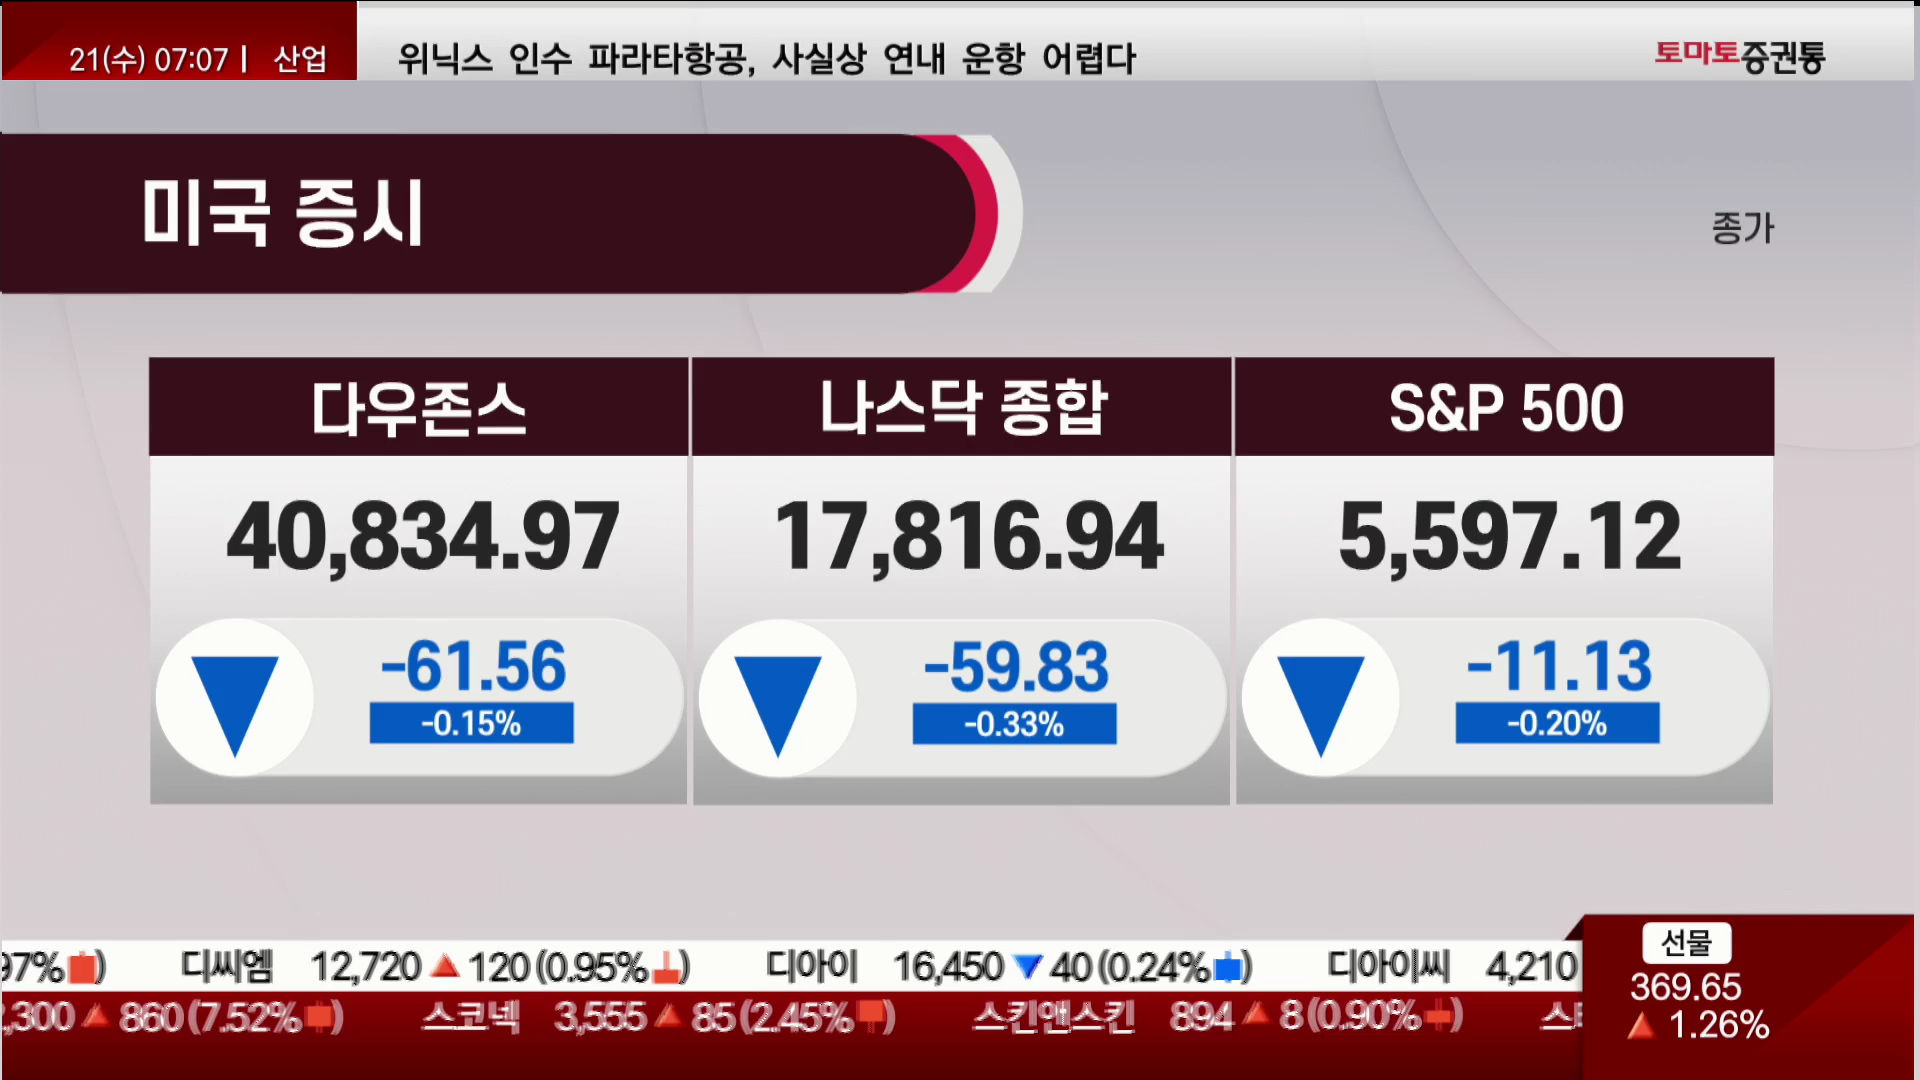 21(수) 07:07 | 산업 위닉스 인수 파라타항공, 사실상 연내 운항 어렵다 토마토증권통
미국 증시
종가
다우존스 나스닥 종합 S&P 500
40,834.97 17,816.94 5,597.12
▼ -61.56 ▼ -59.83 ▼ -11.13
-0.15% -0.33% -0.20%
97% ) 디씨엠 12,720 ▲ 120 (0.95% ) 디아이 16,450 ▼ 40 (0.24% ) 디아이씨 4,210
,300 ▲ 860 (7.52% ) 스코넥 3,555 ▲ 85 (2.45% ) 스킨앤스킨 894 ▲ 8 (0.90% )
선물
369.65
▲ 1.26%